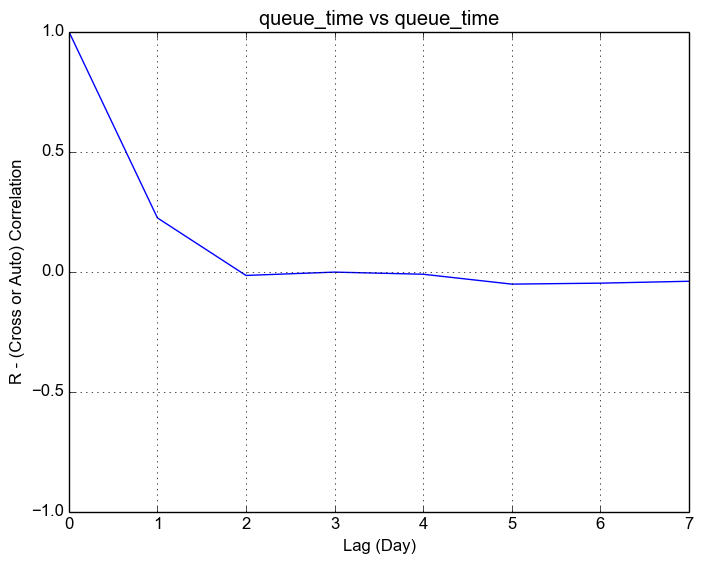 queue_time vs queue_time
1.0
0.5
0.0
−0.5
−1.0
R - (Cross or Auto) Correlation
0 1 2 3 4 5 6 7
Lag (Day)